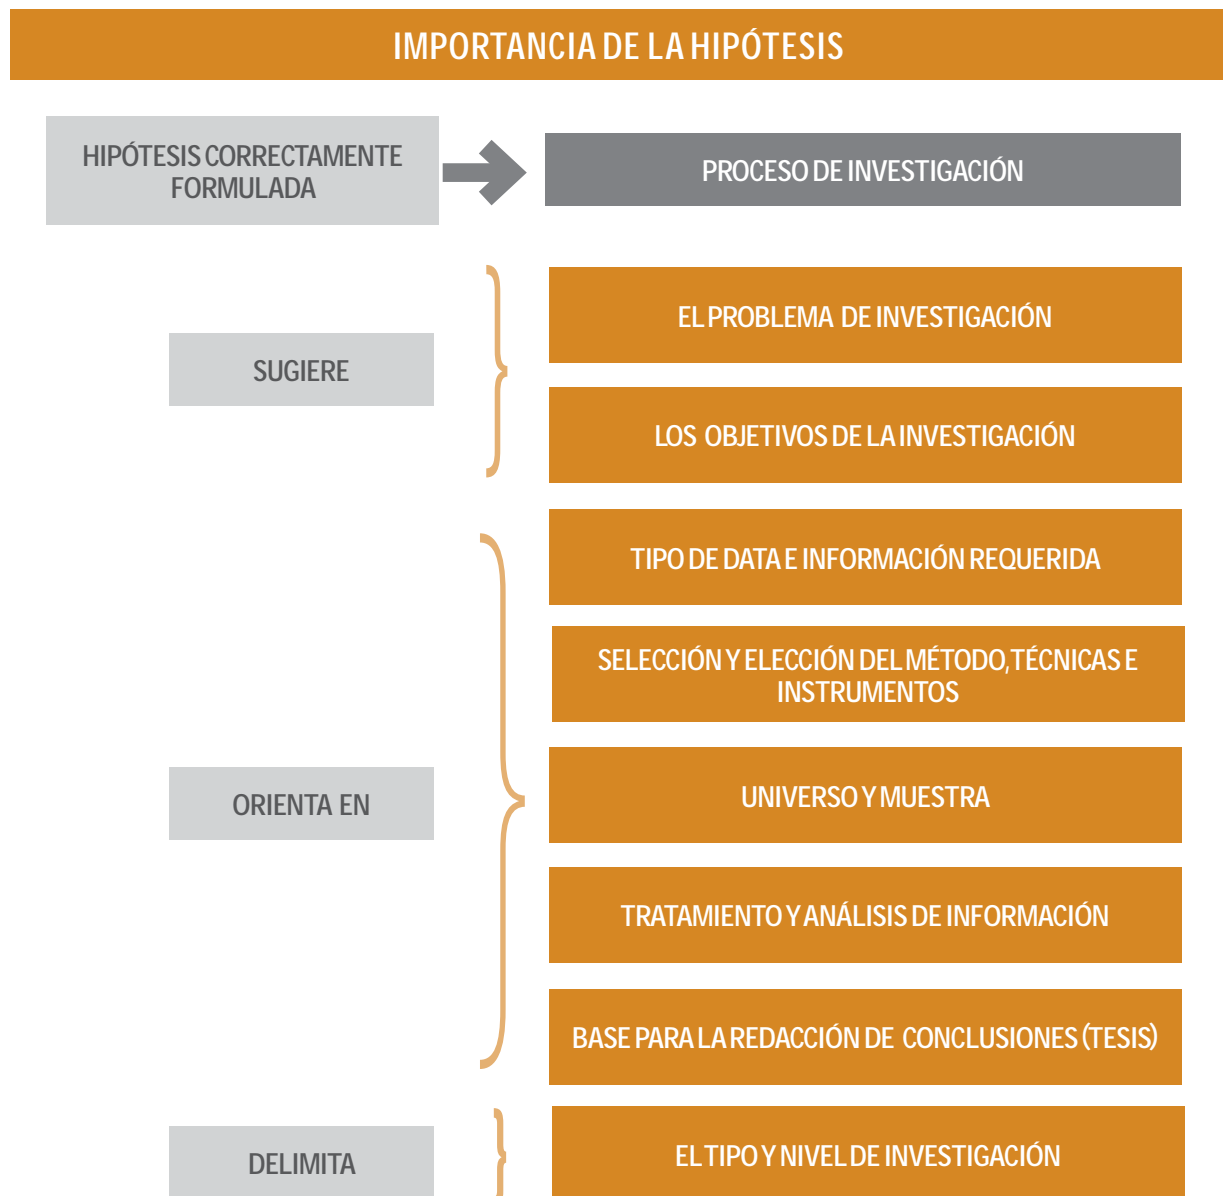 IMPORTANCIA DE LA HIPÓTESIS
HIPÓTESIS CORRECTAMENTE
FORMULADA
PROCESO DE INVESTIGACIÓN
SUGIERE
EL PROBLEMA DE INVESTIGACIÓN
LOS OBJETIVOS DE LA INVESTIGACIÓN
ORIENTA EN
TIPO DE DATA E INFORMACIÓN REQUERIDA
SELECCIÓN Y ELECCIÓN DEL MÉTODO, TÉCNICAS E
INSTRUMENTOS
UNIVERSO Y MUESTRA
TRATAMIENTO Y ANÁLISIS DE INFORMACIÓN
BASE PARA LA REDACCIÓN DE CONCLUSIONES (TESIS)
DELIMITA
EL TIPO Y NIVEL DE INVESTIGACIÓN